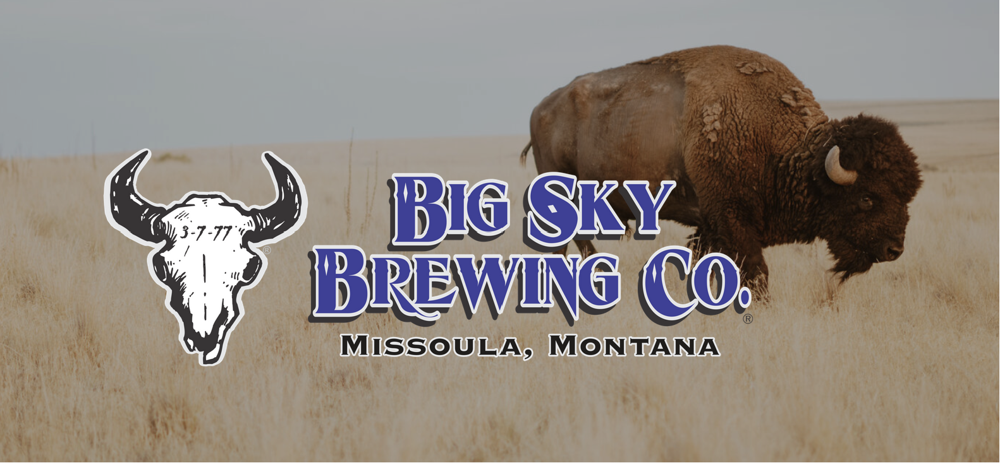 3-7-77
®
BIG SKY
BREWING CO.
®
MISSOULA, MONTANA